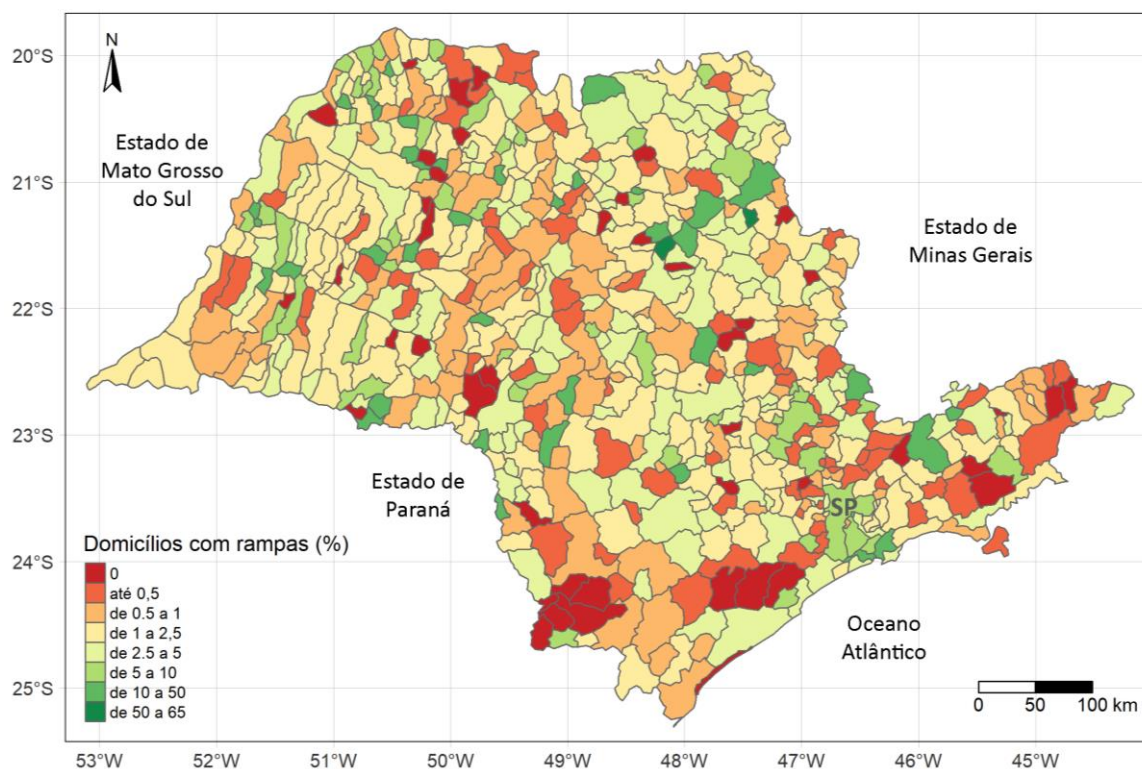 20°S
21°S
22°S
23°S
24°S
25°S
N
Estado de
Mato Grosso
do Sul
Estado de
Minas Gerais
Estado de
Paraná
SP
Oceano
Atlântico
Domicílios com rampas (%)
0
até 0,5
de 0.5 a 1
de 1 a 2,5
de 2.5 a 5
de 5 a 10
de 10 a 50
de 50 a 65
0 50 100 km
53°W 52°W 51°W 50°W 49°W 48°W 47°W 46°W 45°W